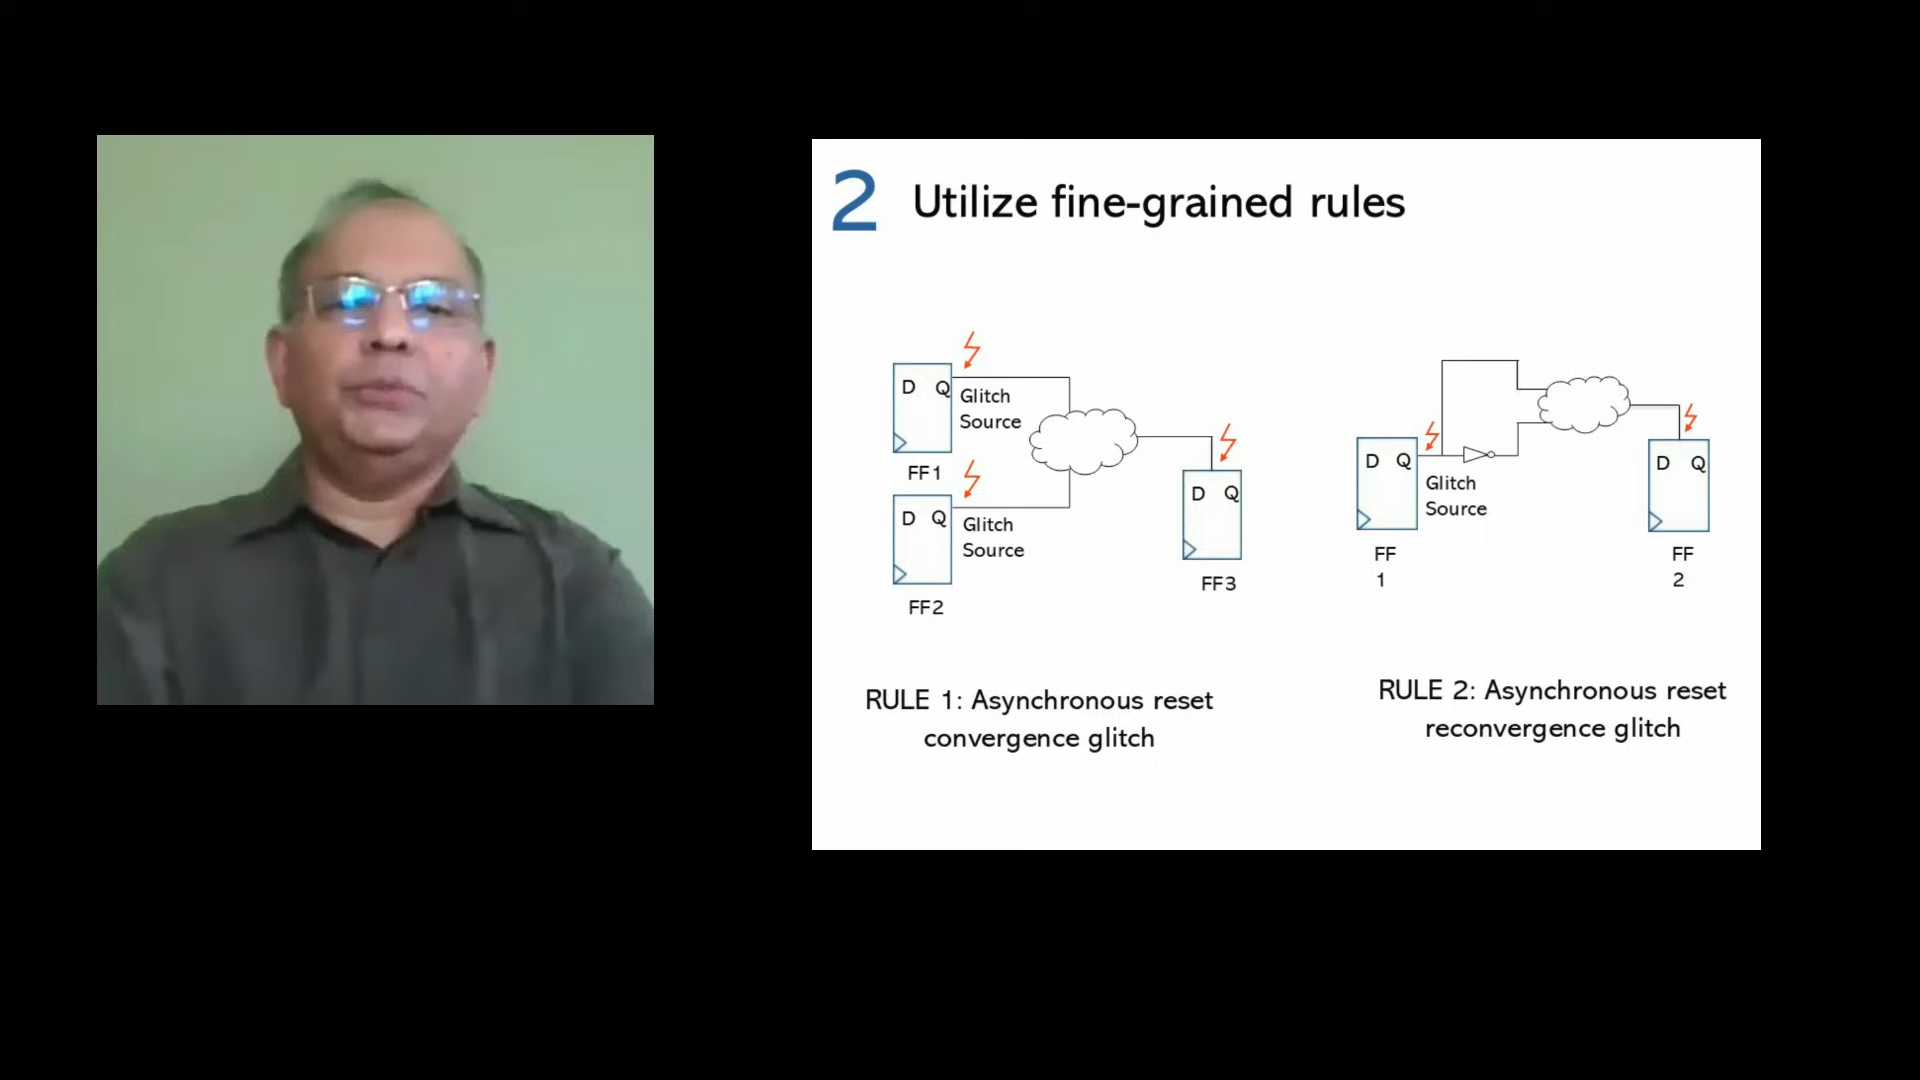 2 Utilize fine-grained rules
D Q
Glitch
Source
FF1
D Q
Glitch
Source
FF2
D Q
FF3
RULE 1: Asynchronous reset
convergence glitch
D Q
Glitch
Source
FF
1
D Q
FF
2
RULE 2: Asynchronous reset
reconvergence glitch